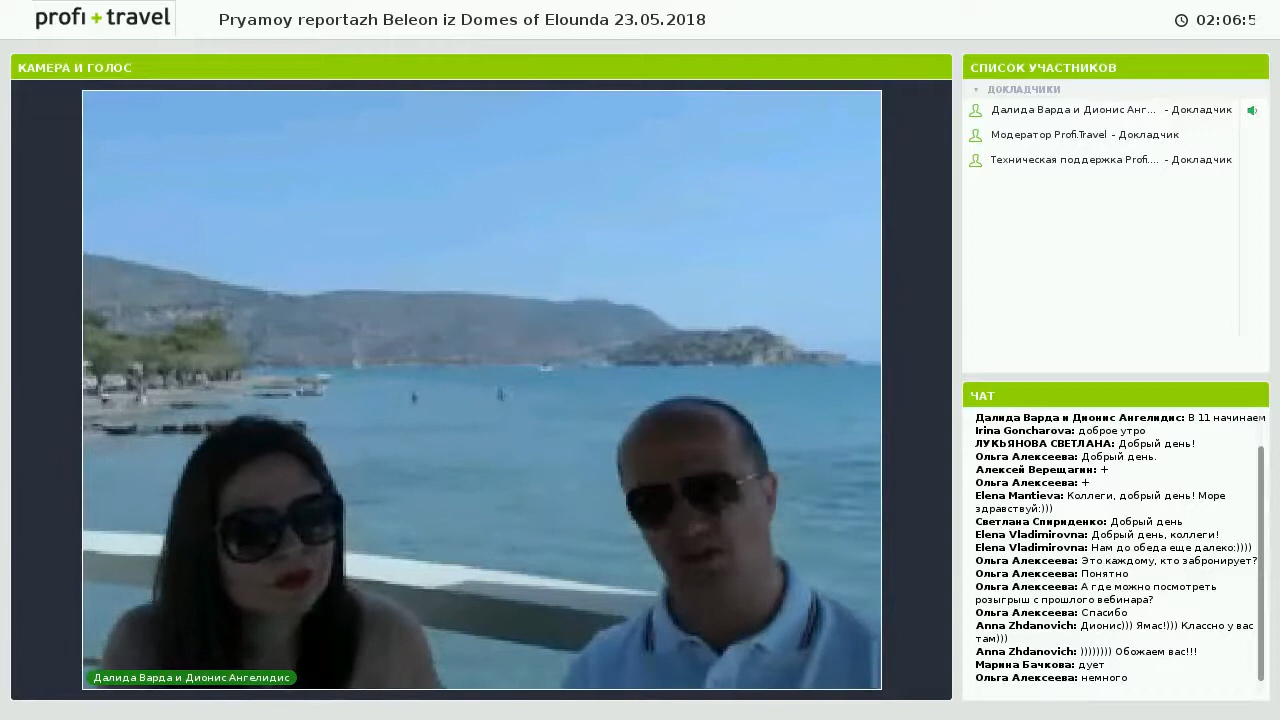 profi + travel
Pryamoy reportazh Beleon iz Domes of Elounda 23.05.2018
02:06:5
КАМЕРА И ГОЛОС
Далида Варда и Дионис Ангелидис
СПИСОК УЧАСТНИКОВ
ДОКЛАДЧИКИ
Далида Варда и Дионис Анг... - Докладчик
Модератор Profi.Travel - Докладчик
Техническая поддержка Profi.... - Докладчик
ЧАТ
Далида Варда и Дионис Ангелидис: В 11 начинаем
Irina Goncharova: доброе утро
ЛУКЬЯНОВА СВЕТЛАНА: Добрый день!
Ольга Алексеева: Добрый день.
Алексей Верещагин: +
Ольга Алексеева: +
Elena Mantieva: Коллеги, добрый день! Море
здравствуй:)))
Светлана Спириденко: Добрый день
Elena Vladimirovna: Добрый день, коллеги!
Elena Vladimirovna: Нам до обеда еще далеко:))))
Ольга Алексеева: Это каждому, кто забронирует?
Ольга Алексеева: Понятно
Ольга Алексеева: А где можно посмотреть
розыгрыш с прошлого вебинара?
Ольга Алексеева: Спасибо
Anna Zhdanovich: Дионис))) Ямас!))) Классно у вас
там)))
Anna Zhdanovich: )))))))) Обожаем вас!!!
Марина Бачкова: дует
Ольга Алексеева: немного